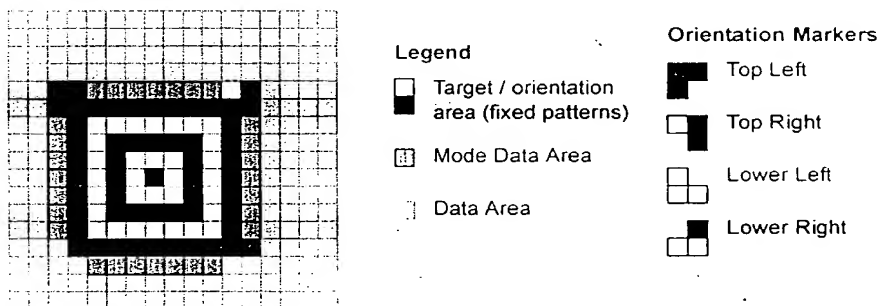 Legend
Target / orientation
area (fixed patterns)
Mode Data Area
Data Area
Orientation Markers
Top Left
Top Right
Lower Left
Lower Right